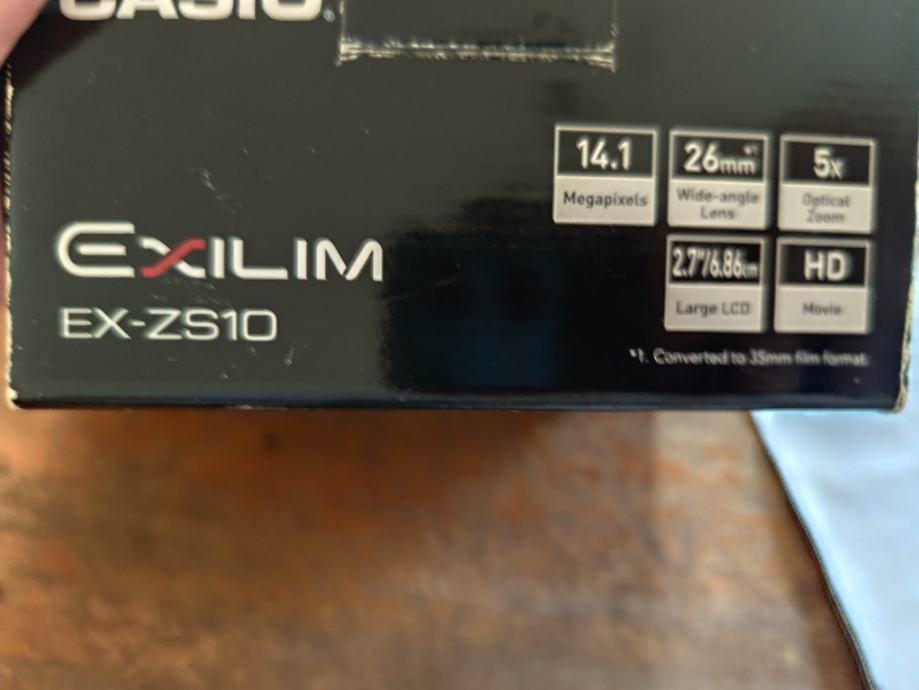 CASIO.
14.1
Megapixels
26mm*1
Wide-angle
Lens
5x
Optical
Zoom
EXILIM
EX-ZS10
2.7"/6.86cm
Large LCD
HD
Movie
*1. Converted to 35mm film format.